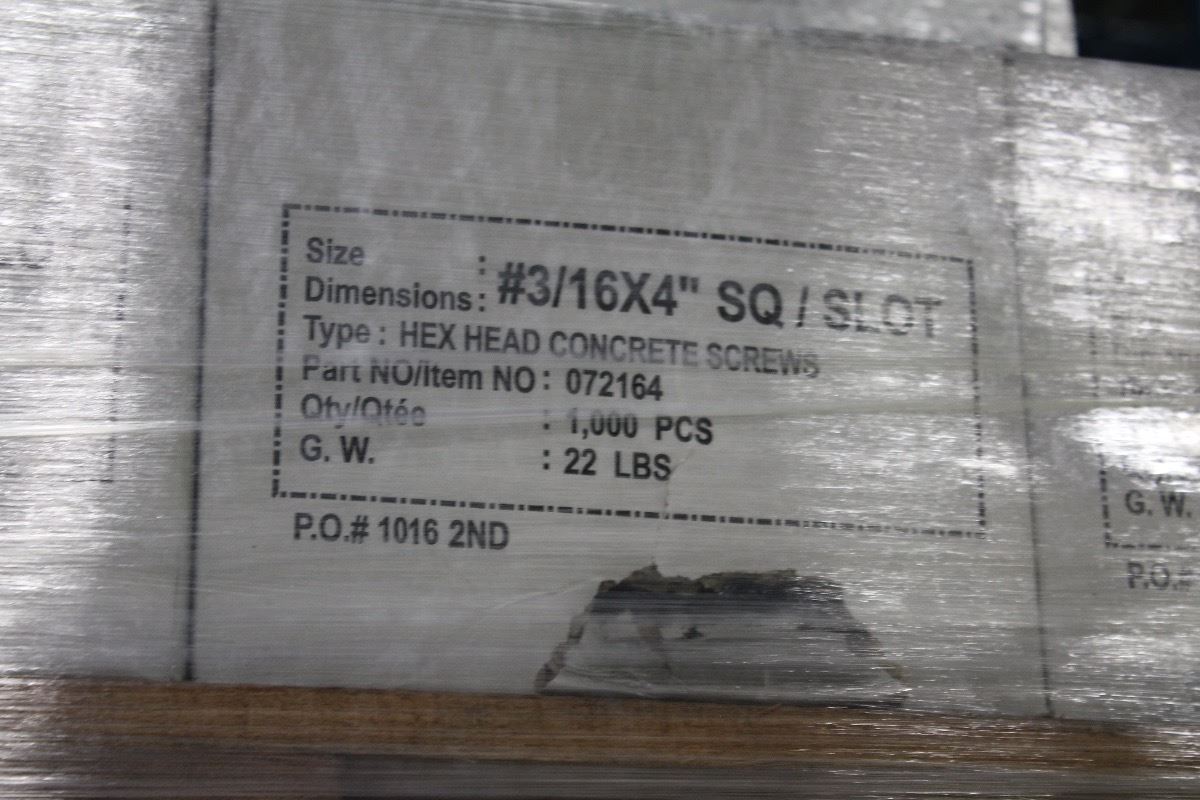 Size :
Dimensions : #3/16X4" SQ / SLOT
Type : HEX HEAD CONCRETE SCREWS
Part NO/Item NO : 072164
Qty/Qtée : 1,000 PCS
G. W. : 22 LBS
P.O.# 1016 2ND
G. W.
P.O.#